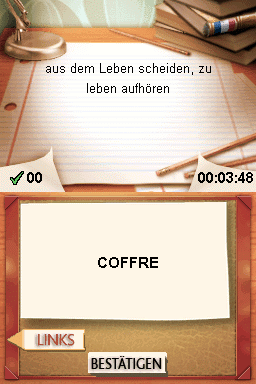 aus dem Leben scheiden, zu
leben aufhören
00
00:03:48
COFFRE
LINKS
BESTÄTIGEN